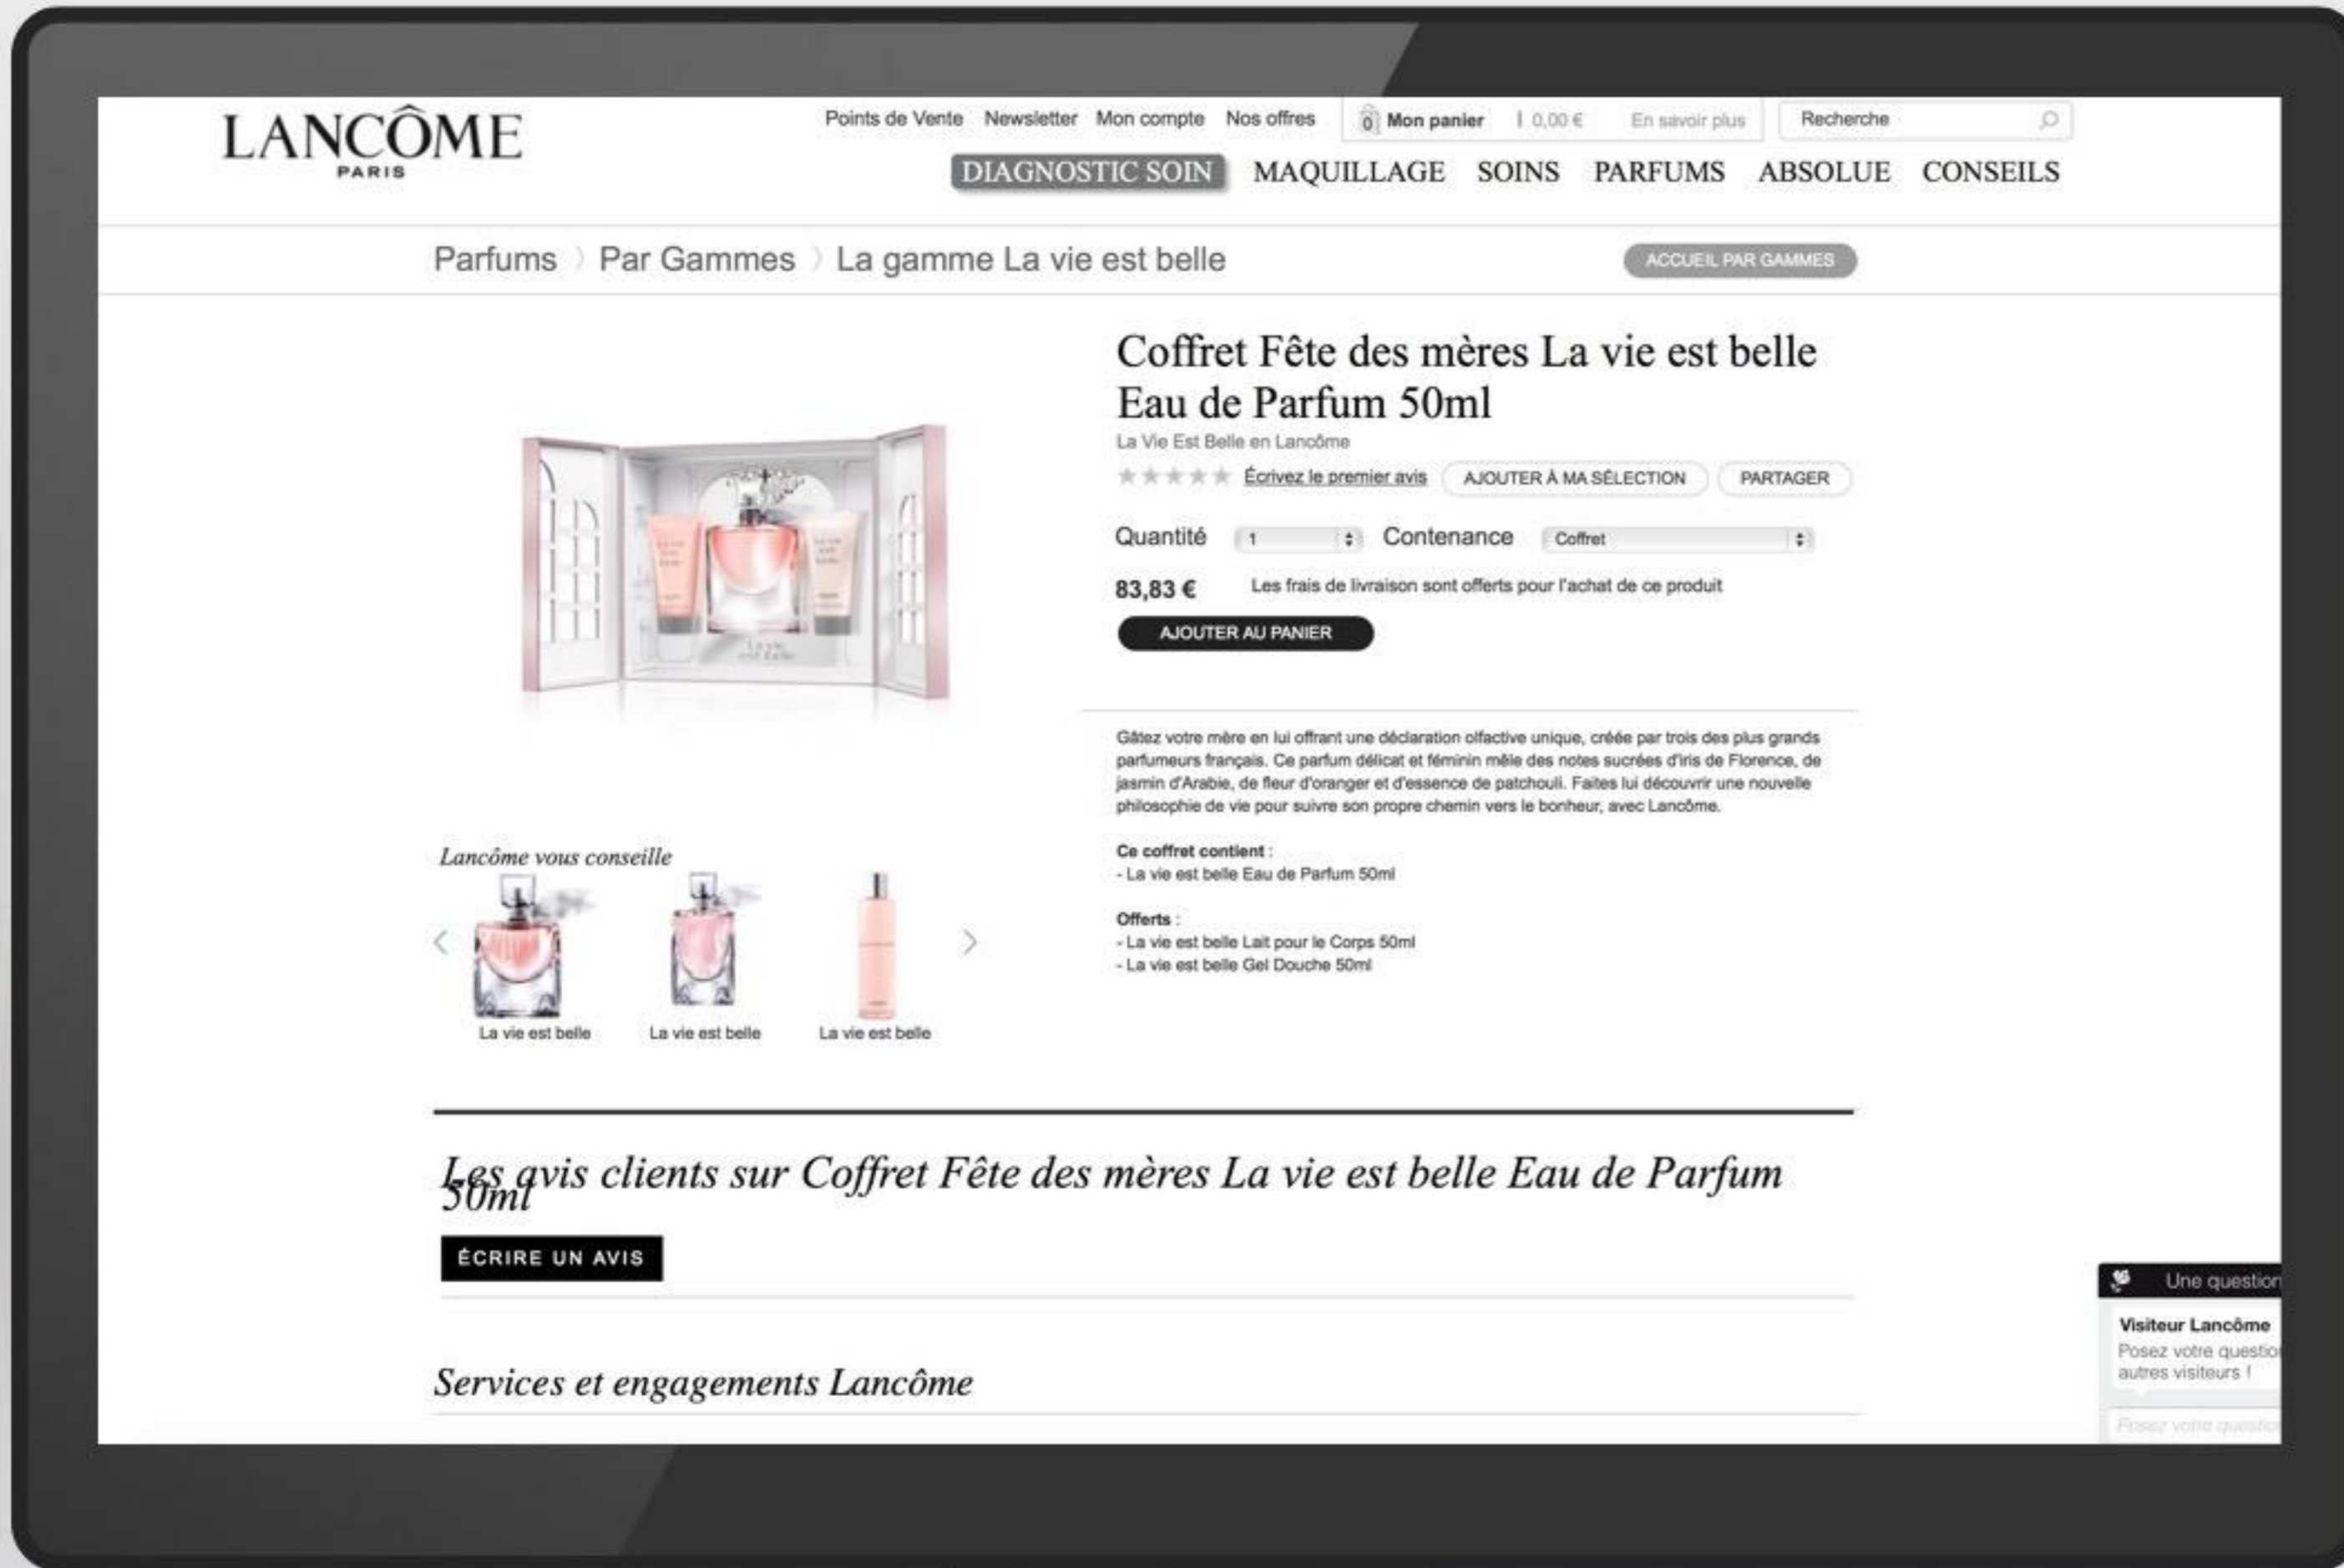 LANCÔME
PARIS
Points de Vente Newsletter Mon compte Nos offres 0 Mon panier | 0,00 € En savoir plus Recherche
DIAGNOSTIC SOIN MAQUILLAGE SOINS PARFUMS ABSOLUE CONSEILS
Parfums 〉 Par Gammes 〉 La gamme La vie est belle
ACCUEIL PAR GAMMES
Coffret Fête des mères La vie est belle
Eau de Parfum 50ml
La Vie Est Belle en Lancôme
Écrivez le premier avis AJOUTER À MA SÉLECTION PARTAGER
Quantité 1 Contenance Coffret
83,83 € Les frais de livraison sont offerts pour l'achat de ce produit
AJOUTER AU PANIER
Gâtez votre mère en lui offrant une déclaration olfactive unique, créée par trois des plus grands
parfumeurs français. Ce parfum délicat et féminin mêle des notes sucrées d'iris de Florence, de
jasmin d'Arabie, de fleur d'oranger et d'essence de patchouli. Faites lui découvrir une nouvelle
philosophie de vie pour suivre son propre chemin vers le bonheur, avec Lancôme.
Ce coffret contient :
- La vie est belle Eau de Parfum 50ml
Offerts :
- La vie est belle Lait pour le Corps 50ml
- La vie est belle Gel Douche 50ml
La vie
est belle
Lancôme vous conseille
La vie est belle La vie est belle La vie est belle
Les avis clients sur Coffret Fête des mères La vie est belle Eau de Parfum
50ml
ÉCRIRE UN AVIS
Services et engagements Lancôme
Une question
Visiteur Lancôme
Posez votre question
autres visiteurs !
Posez votre question